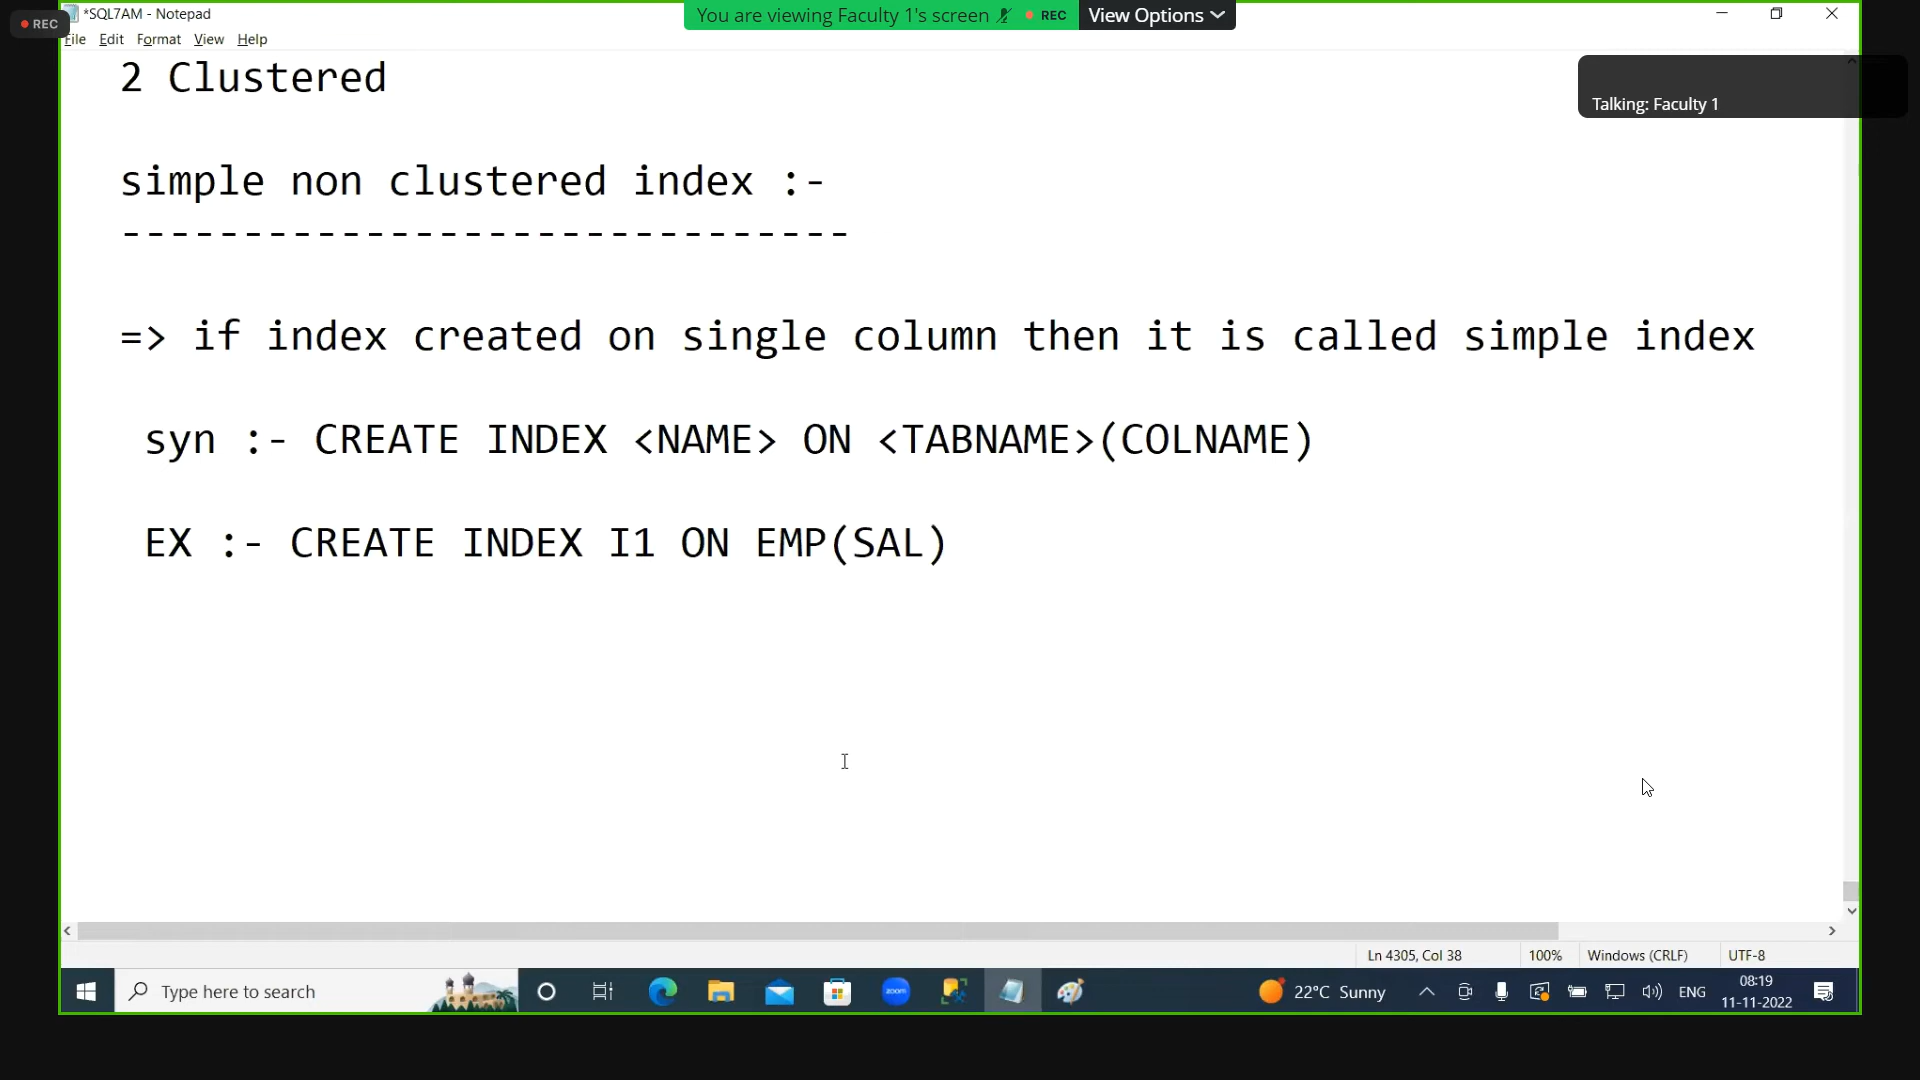 REC
*SQL7AM - Notepad
You are viewing Faculty 1's screen
REC
View Options
File Edit Format View Help
Talking: Faculty 1
2 Clustered
simple non clustered index :-
------------------------------
=> if index created on single column then it is called simple index
syn :- CREATE INDEX <NAME> ON <TABNAME>(COLNAME)
EX :- CREATE INDEX I1 ON EMP(SAL)
Ln 4305, Col 38 100% Windows (CRLF) UTF-8
Type here to search
zoom
22°C Sunny
ENG
08:19
11-11-2022